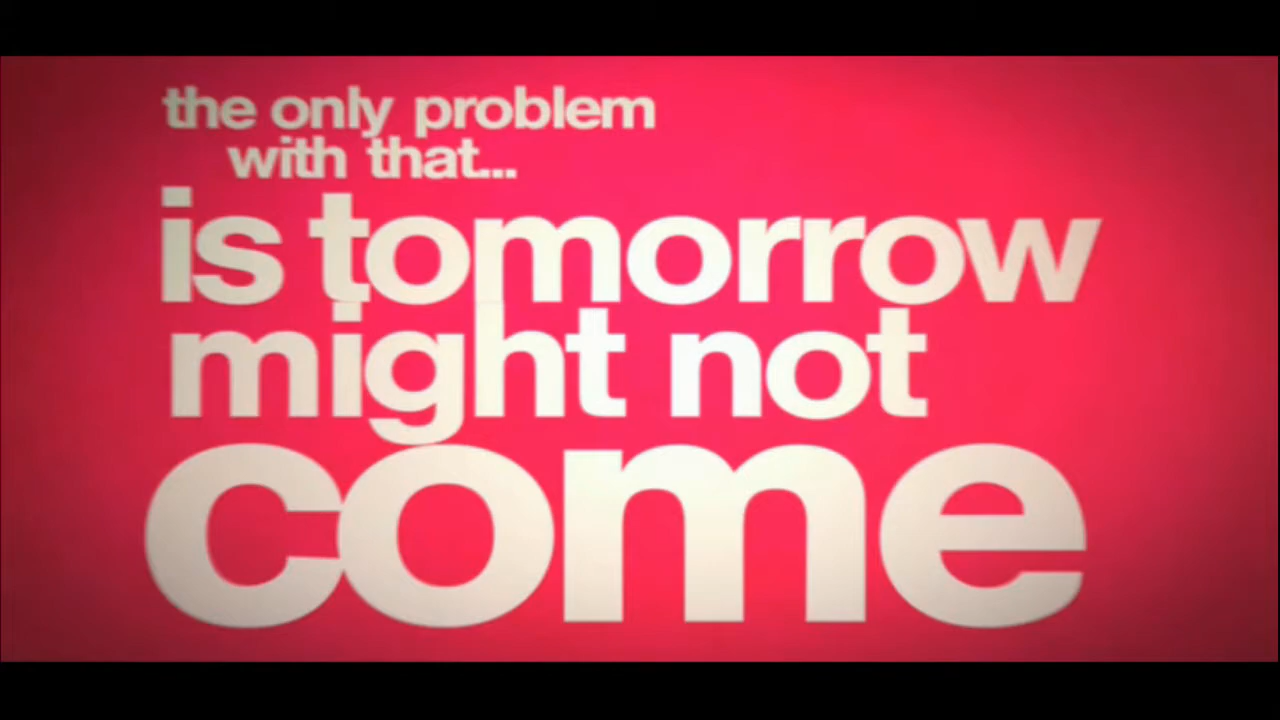 the only problem
with that...
is tomorrow
might not
come